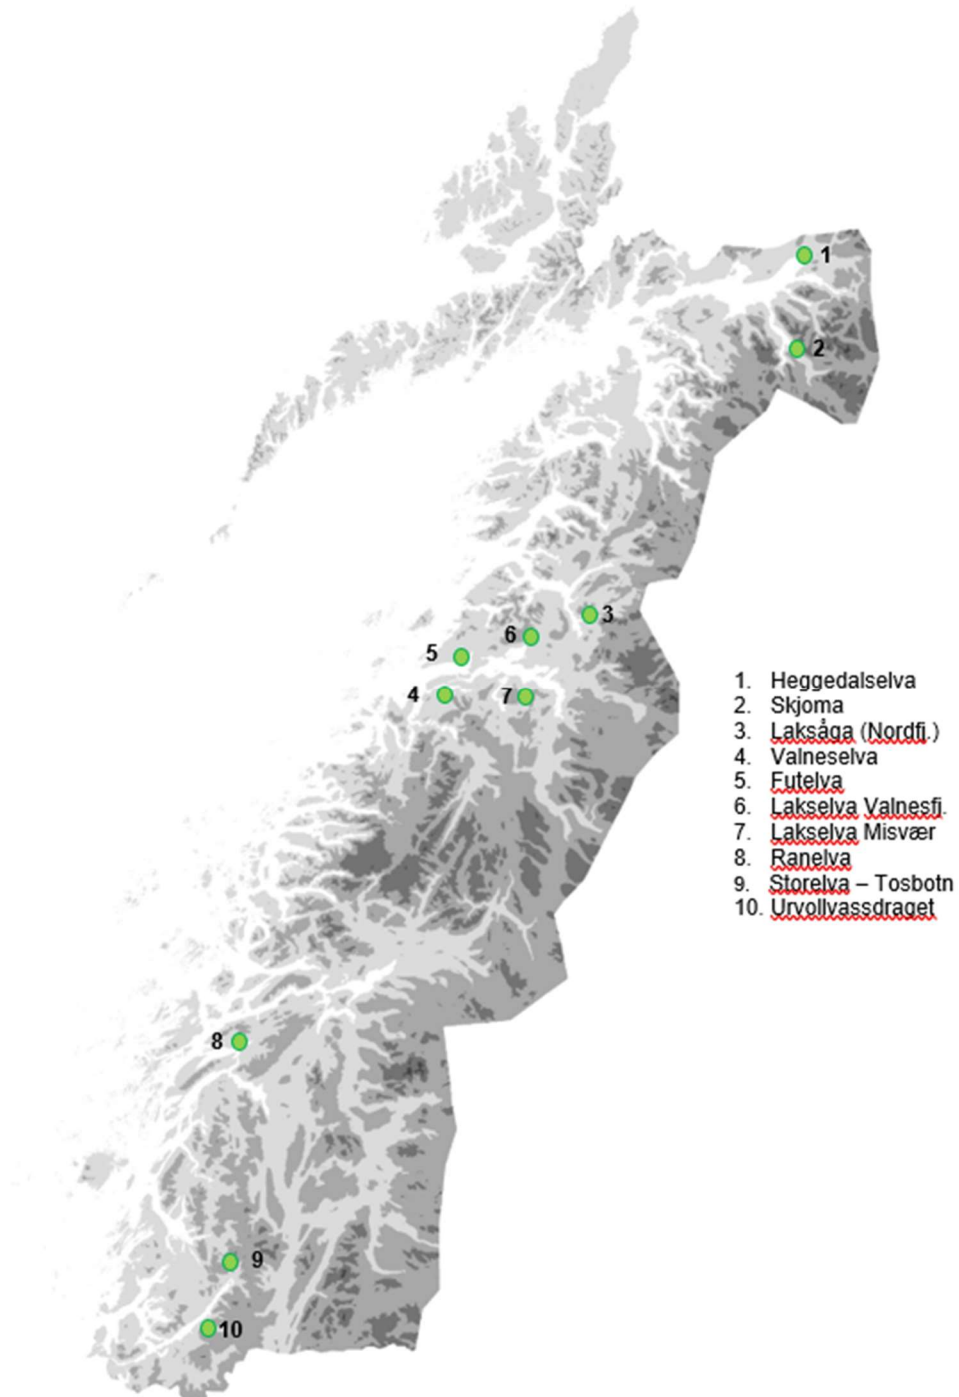 1
2
3
6
5
4
7
1. Heggedalselva
2. Skjoma
3. Laksåga (Nordfj.)
4. Valneselva
5. Futelva
6. Lakselva Valnesfj.
7. Lakselva Misvær
8. Ranelva
9. Storelva – Tosbotn
10. Urvollvassdraget
8
9
10